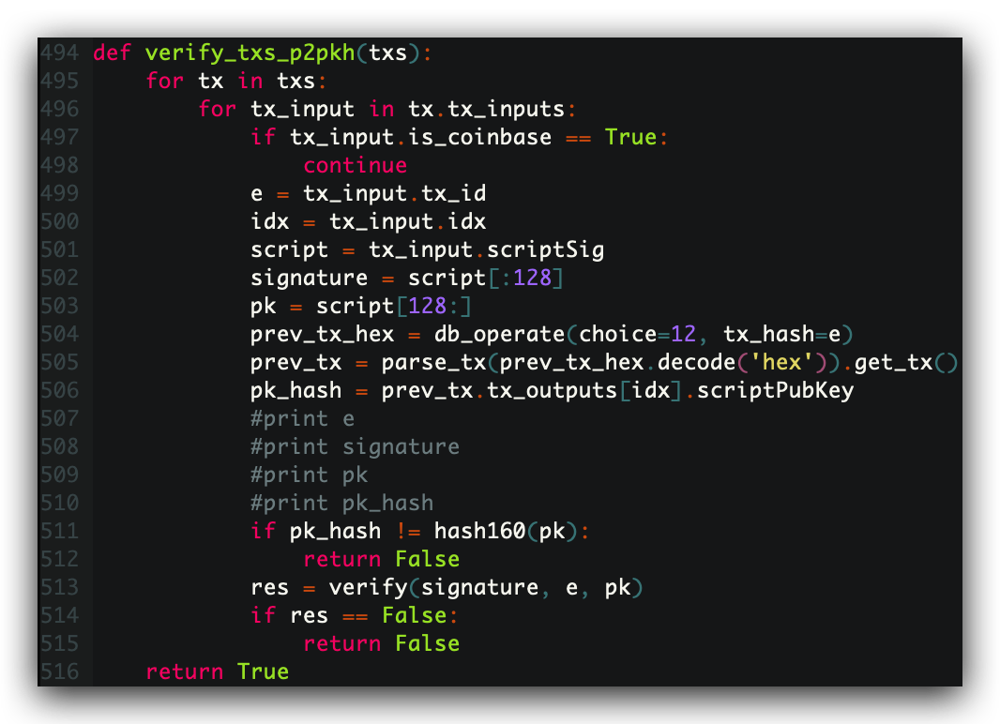 494 def verify_txs_p2pkh(txs):
495     for tx in txs:
496         for tx_input in tx.tx_inputs:
497             if tx_input.is_coinbase == True:
498                 continue
499             e = tx_input.tx_id
500             idx = tx_input.idx
501             script = tx_input.scriptSig
502             signature = script[:128]
503             pk = script[128:]
504             prev_tx_hex = db_operate(choice=12, tx_hash=e)
505             prev_tx = parse_tx(prev_tx_hex.decode('hex')).get_tx()
506             pk_hash = prev_tx.tx_outputs[idx].scriptPubKey
507             #print e
508             #print signature
509             #print pk
510             #print pk_hash
511             if pk_hash != hash160(pk):
512                 return False
513             res = verify(signature, e, pk)
514             if res == False:
515                 return False
516     return True